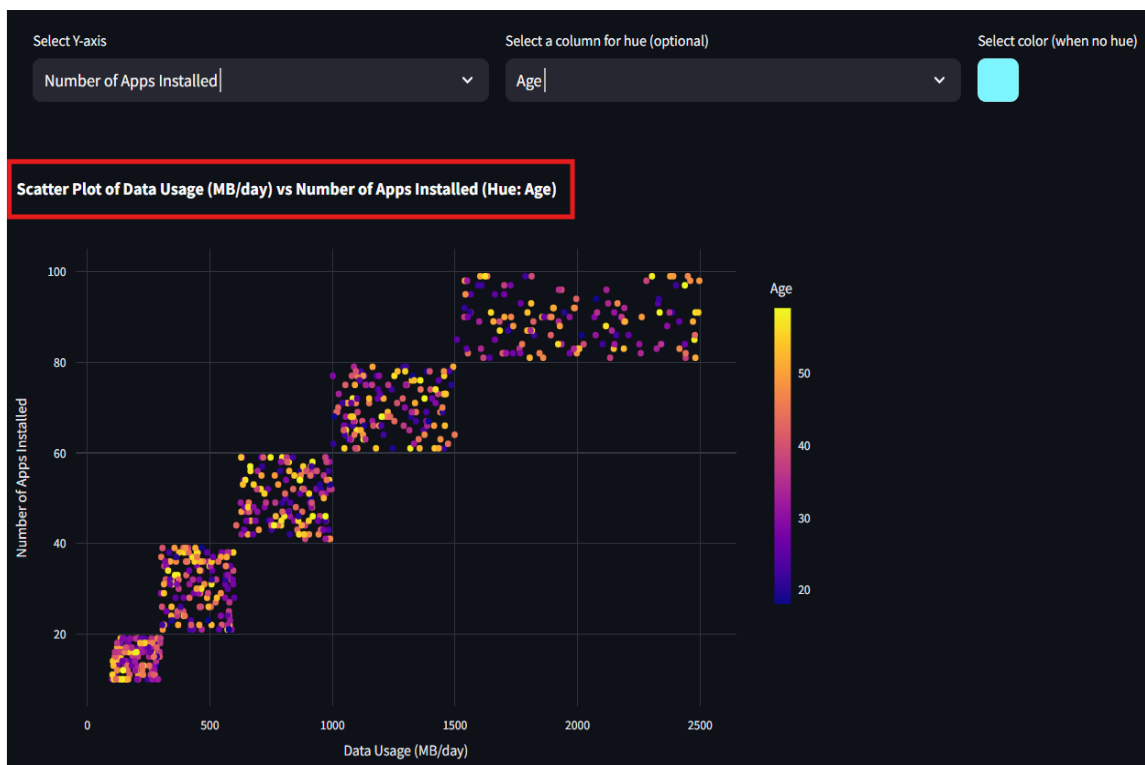 Select Y-axis
Select a column for hue (optional)
Select color (when no hue)
Number of Apps Installed
Age
Scatter Plot of Data Usage (MB/day) vs Number of Apps Installed (Hue: Age)
100
80
60
40
20
Number of Apps Installed
0
500
1000
1500
2000
2500
Data Usage (MB/day)
Age
50
40
30
20